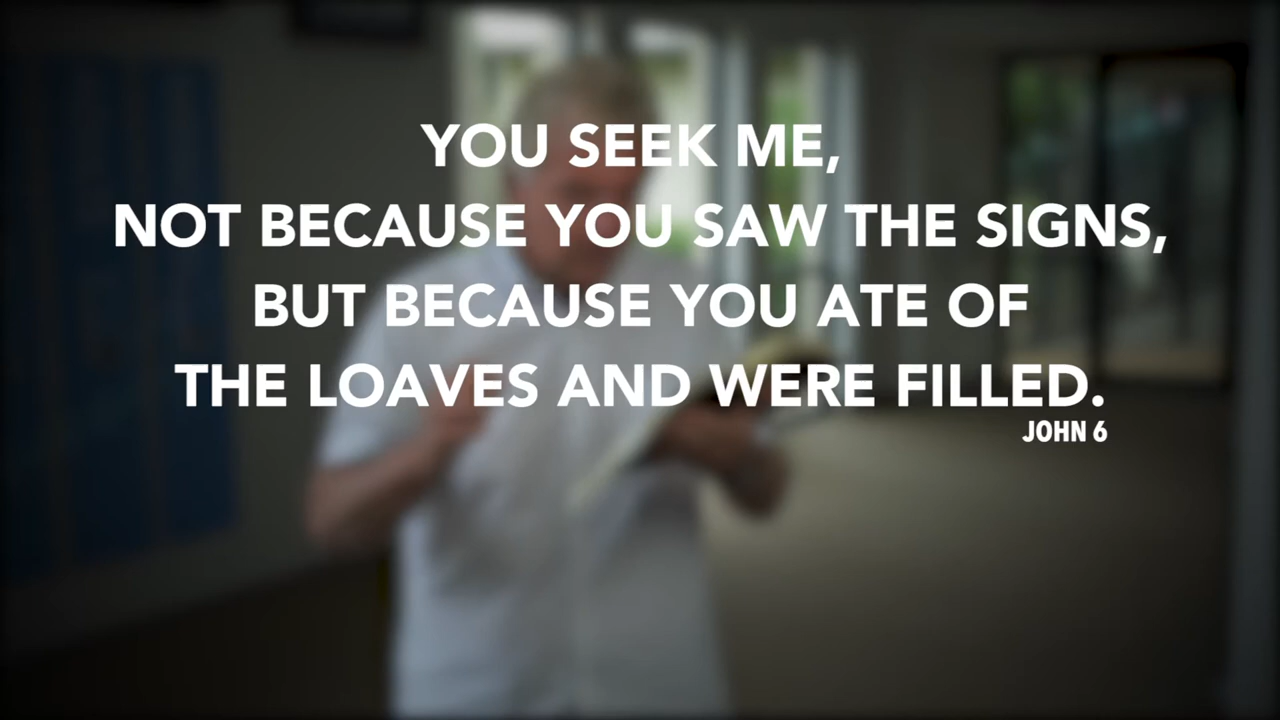 YOU SEEK ME,
NOT BECAUSE YOU SAW THE SIGNS,
BUT BECAUSE YOU ATE OF
THE LOAVES AND WERE FILLED.
JOHN 6